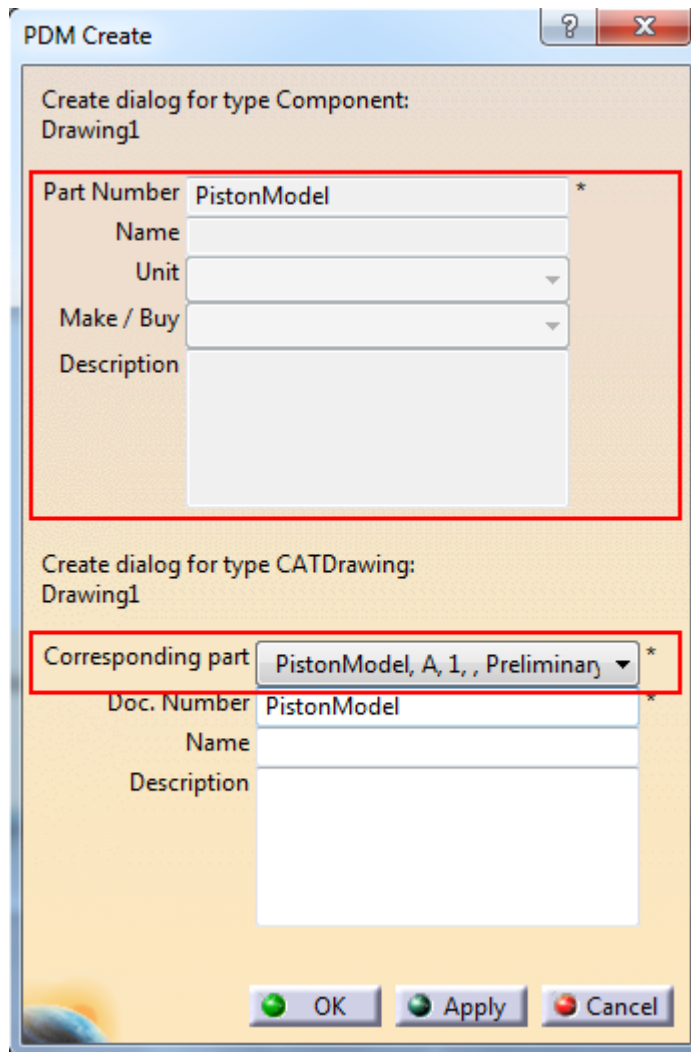 PDM Create
Create dialog for type Component:
Drawing1
Part Number PistonModel *
Name
Unit
Make / Buy
Description
Create dialog for type CATDrawing:
Drawing1
Corresponding part PistonModel, A, 1, , Preliminary *
Doc. Number PistonModel *
Name
Description
OK Apply Cancel